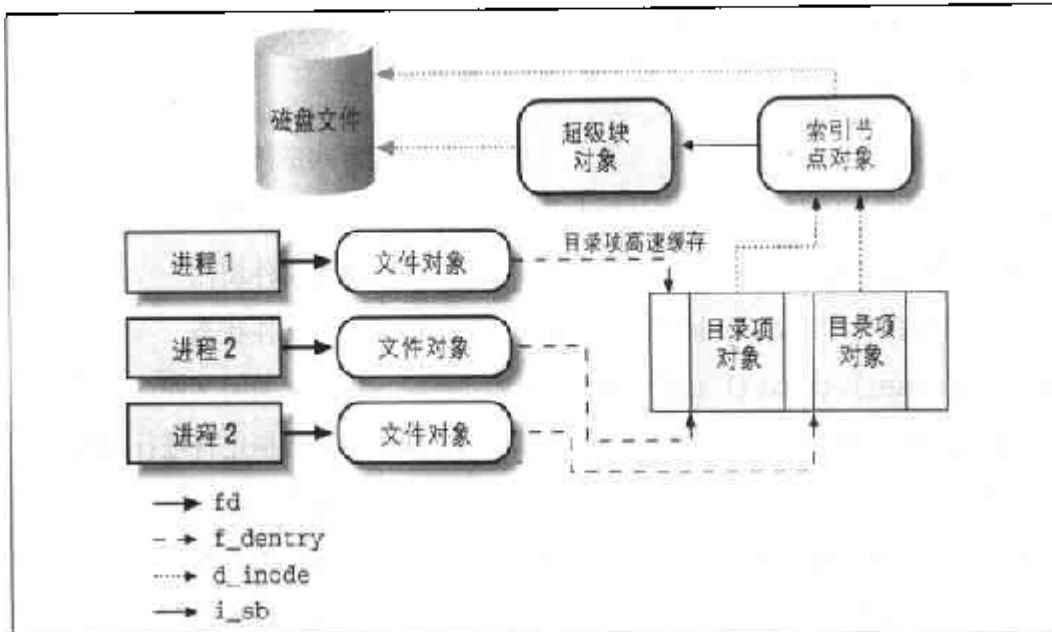 磁盘文件
超级块
对象
索引节
点对象
目录项高速缓存
进程 1
文件对象
目录项
对象
目录项
对象
进程 2
文件对象
进程 2
文件对象
fd
f_dentry
d_inode
i_sb